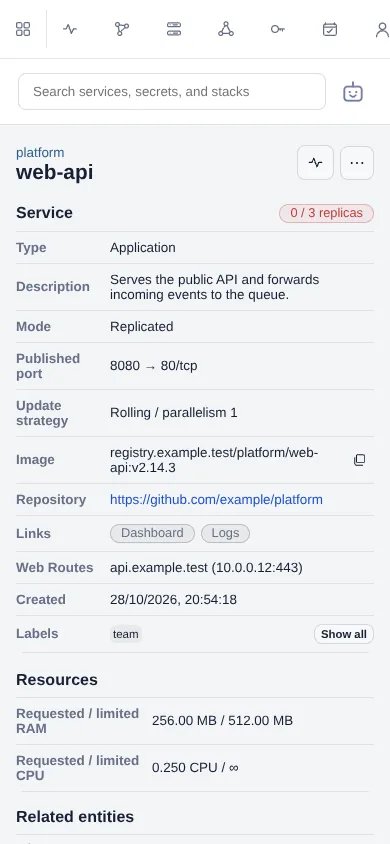 Search services, secrets, and stacks
platform
web-api
Service
0 / 3 replicas
Type
Application
Description
Serves the public API and forwards
incoming events to the queue.
Mode
Replicated
Published
port
8080 → 80/tcp
Update
strategy
Rolling / parallelism 1
Image
registry.example.test/platform/web-
api:v2.14.3
Repository
https://github.com/example/platform
Links
Dashboard
Logs
Web Routes
api.example.test (10.0.0.12:443)
Created
28/10/2026, 20:54:18
Labels
team
Show all
Resources
Requested / limited
RAM
256.00 MB / 512.00 MB
Requested / limited
CPU
0.250 CPU / ∞
Related entities